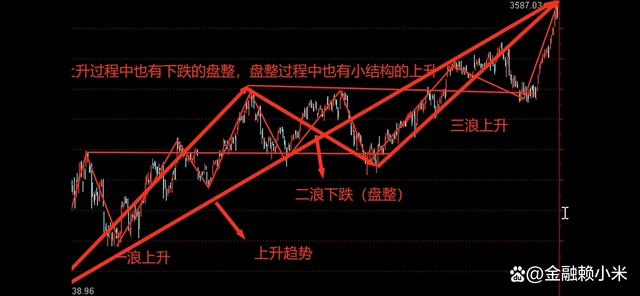 3587.03
上升过程中也有下跌的盘整，盘整过程中也有小结构的上升
三浪上升
二浪下跌（盘整）
一浪上升
上升趋势
38.96
金融赖小米